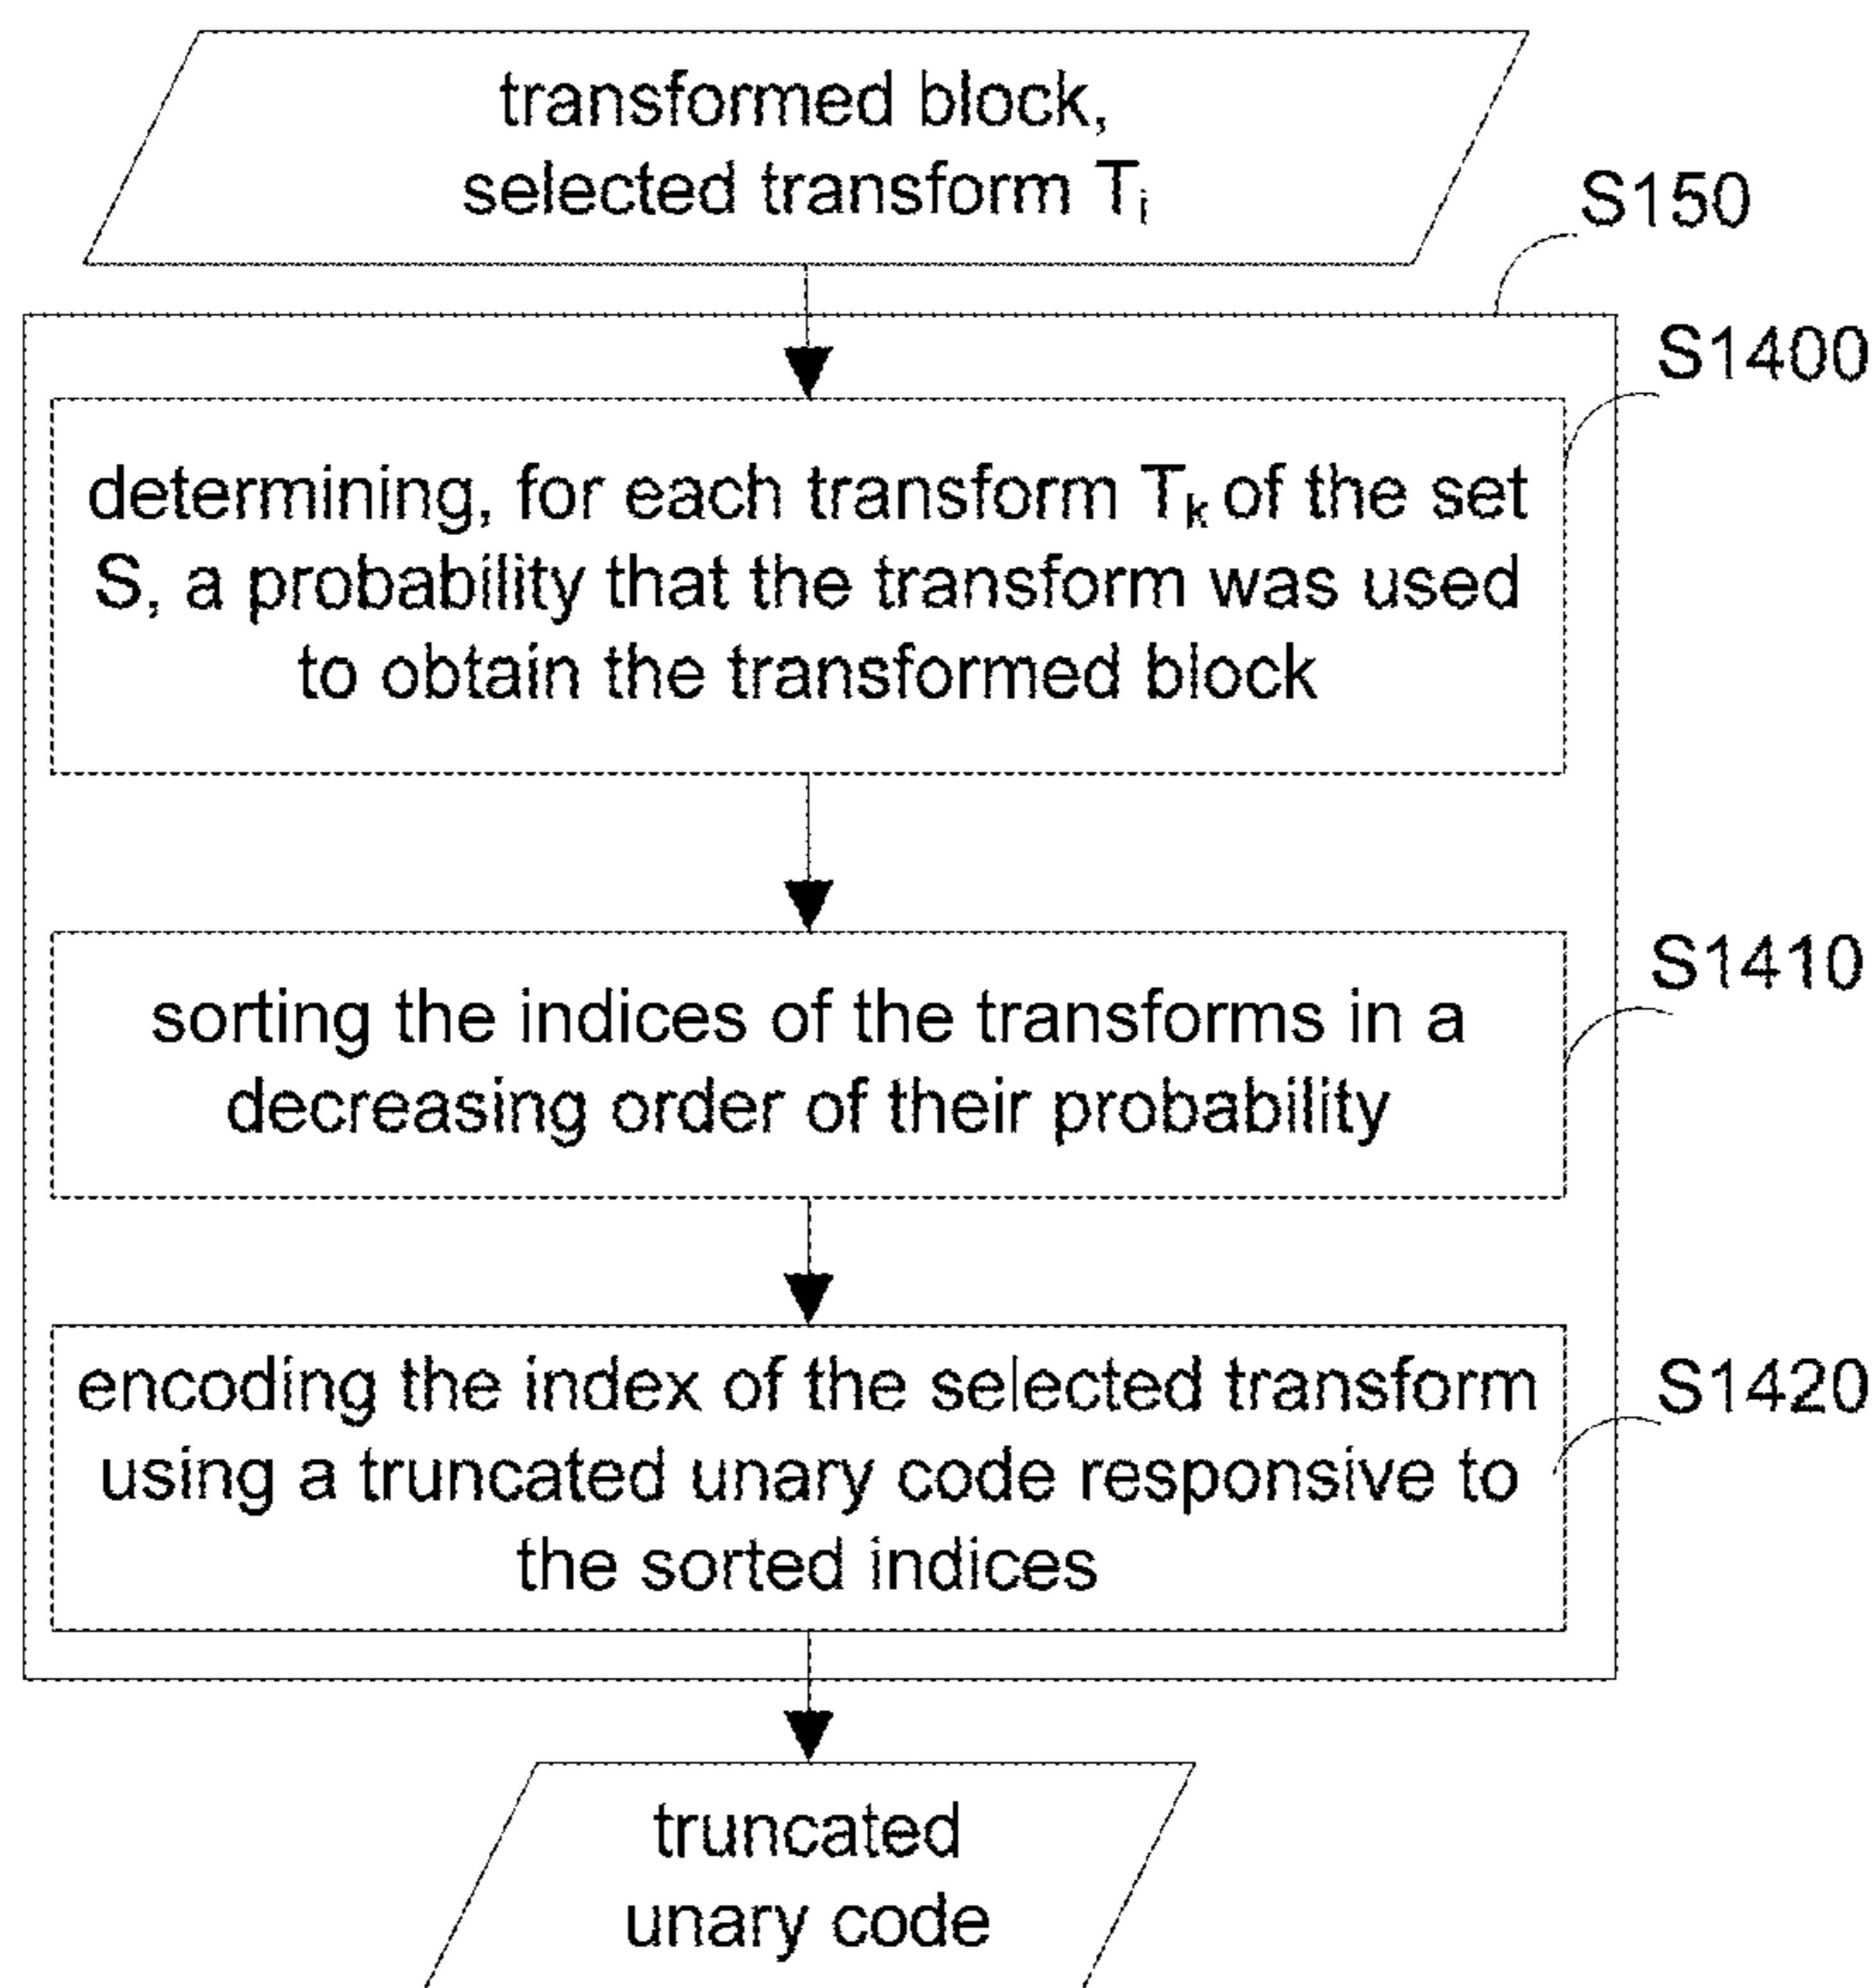 transformed block,
selected transform Ti
S150
S1400
determining, for each transform Tk of the set
S, a probability that the transform was used
to obtain the transformed block
S1410
sorting the indices of the transforms in a
decreasing order of their probability
encoding the index of the selected transform
S1420
using a truncated unary code responsive to
the sorted indices
truncated
unary code